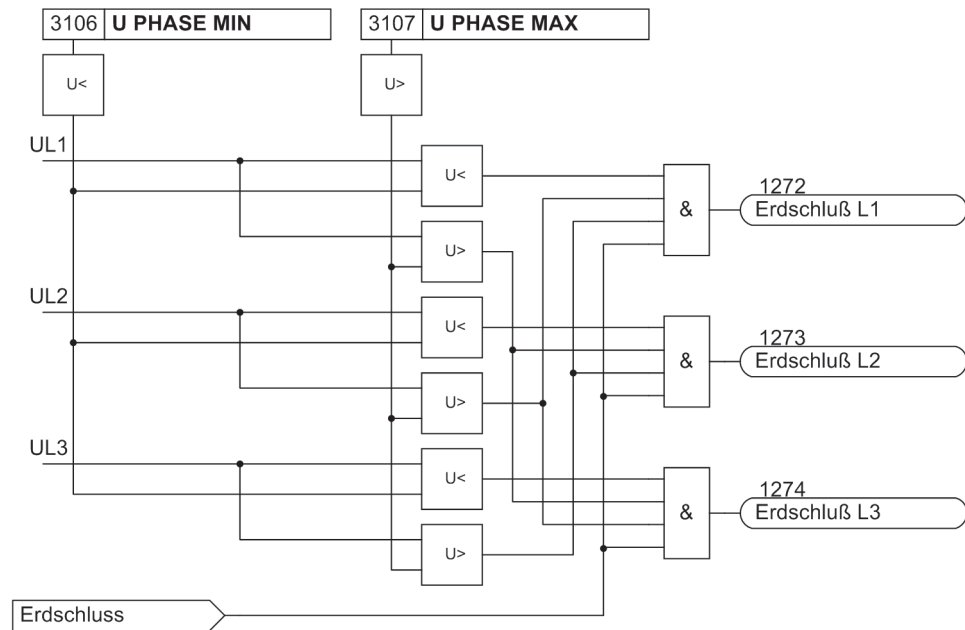 3106 U PHASE MIN
3107 U PHASE MAX
U<
U>
UL1
U<
1272
&
Erdschluß L1
U>
UL2
U<
1273
&
Erdschluß L2
U>
UL3
U<
1274
&
Erdschluß L3
U>
Erdschluss